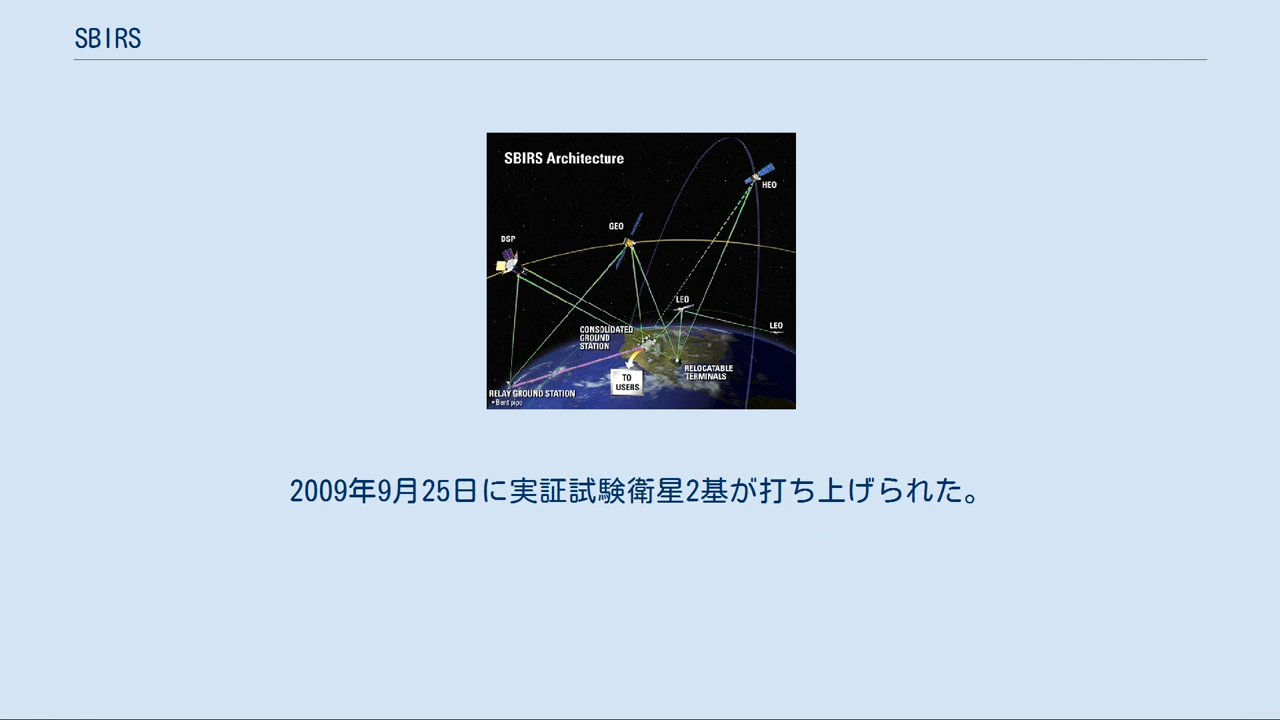 SBIRS
SBIRS Architecture
HEO
GEO
DSP
LEO
LEO
CONSOLIDATED
GROUND
STATION
RELOCATABLE
TERMINALS
TO
USERS
RELAY GROUND STATION
• Bent pipe
2009年9月25日に実証試験衛星2基が打ち上げられた。